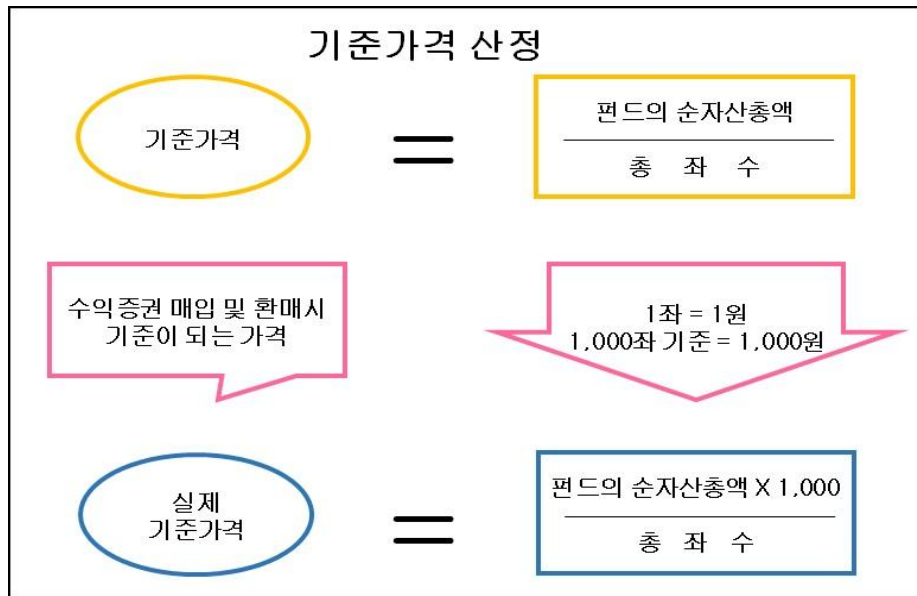 기준가격 산정
기준가격
=
펀드의 순자산총액
총 좌 수
수익증권 매입 및 환매시
기준이 되는 가격
1좌 = 1원
1,000좌 기준 = 1,000원
실제
기준가격
=
펀드의 순자산총액 X 1,000
총 좌 수